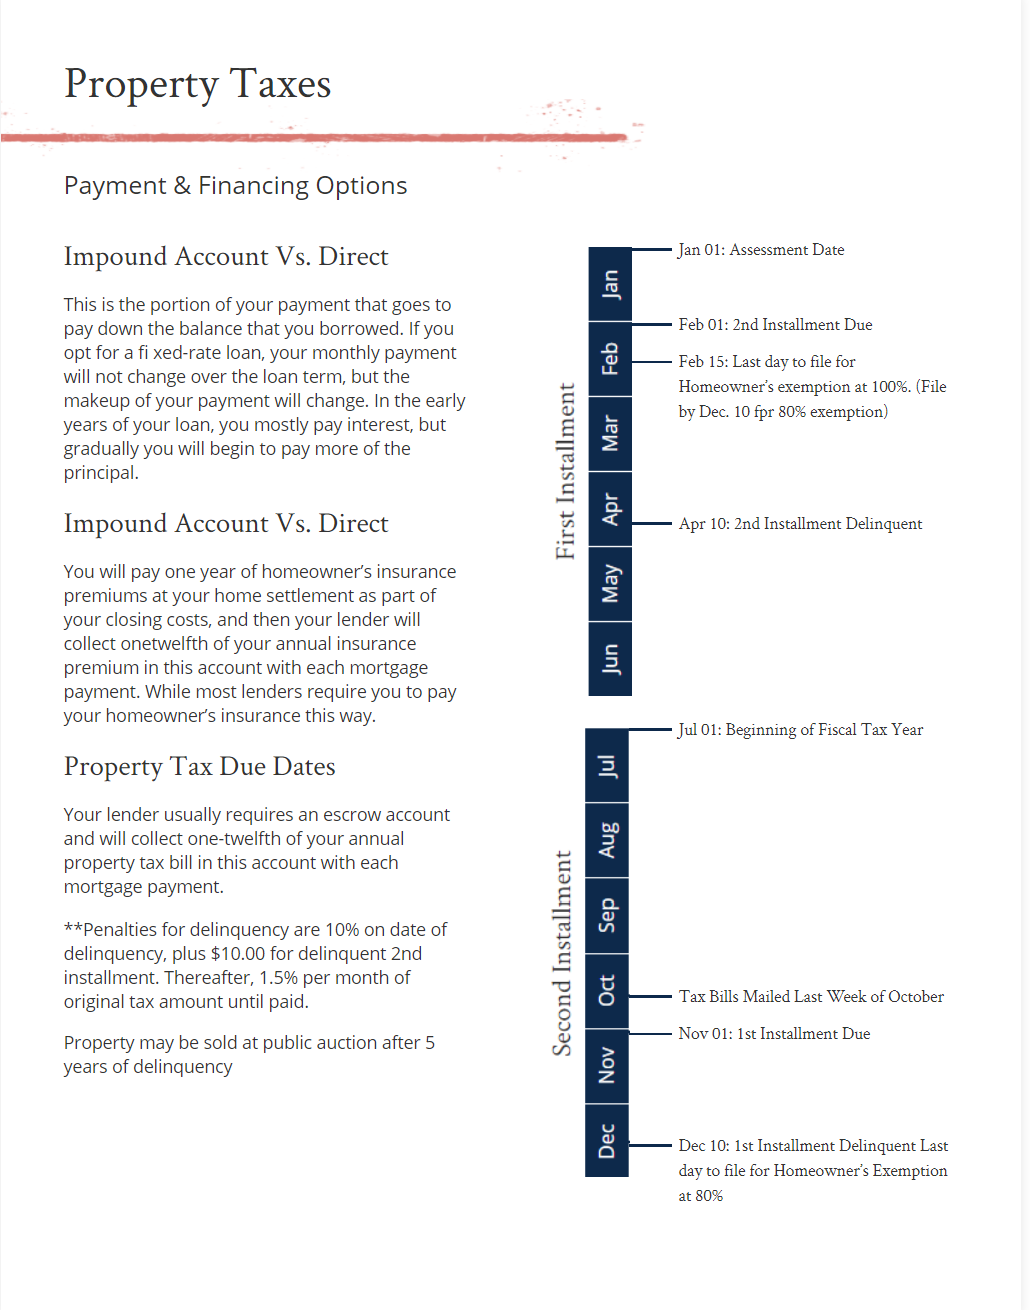 Property Taxes
Payment & Financing Options
Impound Account Vs. Direct
This is the portion of your payment that goes to
pay down the balance that you borrowed. If you
opt for a fi xed-rate loan, your monthly payment
will not change over the loan term, but the
makeup of your payment will change. In the early
years of your loan, you mostly pay interest, but
gradually you will begin to pay more of the
principal.
Impound Account Vs. Direct
You will pay one year of homeowner’s insurance
premiums at your home settlement as part of
your closing costs, and then your lender will
collect onetwelfth of your annual insurance
premium in this account with each mortgage
payment. While most lenders require you to pay
your homeowner’s insurance this way.
Property Tax Due Dates
Your lender usually requires an escrow account
and will collect one-twelfth of your annual
property tax bill in this account with each
mortgage payment.
**Penalties for delinquency are 10% on date of
delinquency, plus $10.00 for delinquent 2nd
installment. Thereafter, 1.5% per month of
original tax amount until paid.
Property may be sold at public auction after 5
years of delinquency
First Installment
Jan
Feb
Mar
Apr
May
Jun
Jan 01: Assessment Date
Feb 01: 2nd Installment Due
Feb 15: Last day to file for
Homeowner’s exemption at 100%. (File
by Dec. 10 fpr 80% exemption)
Apr 10: 2nd Installment Delinquent
Second Installment
Jul
Aug
Sep
Oct
Nov
Dec
Jul 01: Beginning of Fiscal Tax Year
Tax Bills Mailed Last Week of October
Nov 01: 1st Installment Due
Dec 10: 1st Installment Delinquent Last
day to file for Homeowner’s Exemption
at 80%